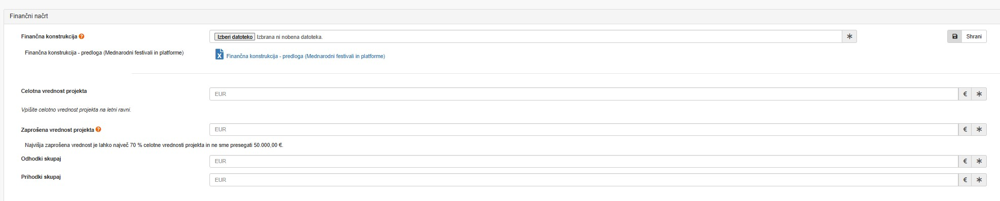 Finančni načrt
Finančna konstrukcija
Izberi datoteko Izbrana ni nobena datoteka.
Shrani
Finančna konstrukcija - predloga (Mednarodni festivali in platforme)
Finančna konstrukcija - predloga (Mednarodni festivali in platforme)
Celotna vrednost projekta
EUR
€
Vpišite celotno vrednost projekta na letni ravni.
Zaprošena vrednost projekta
EUR
€
Najvišja zaprošena vrednost je lahko največ 70 % celotne vrednosti projekta in ne sme presegati 50.000,00 €.
Odhodki skupaj
EUR
€
Prihodki skupaj
EUR
€